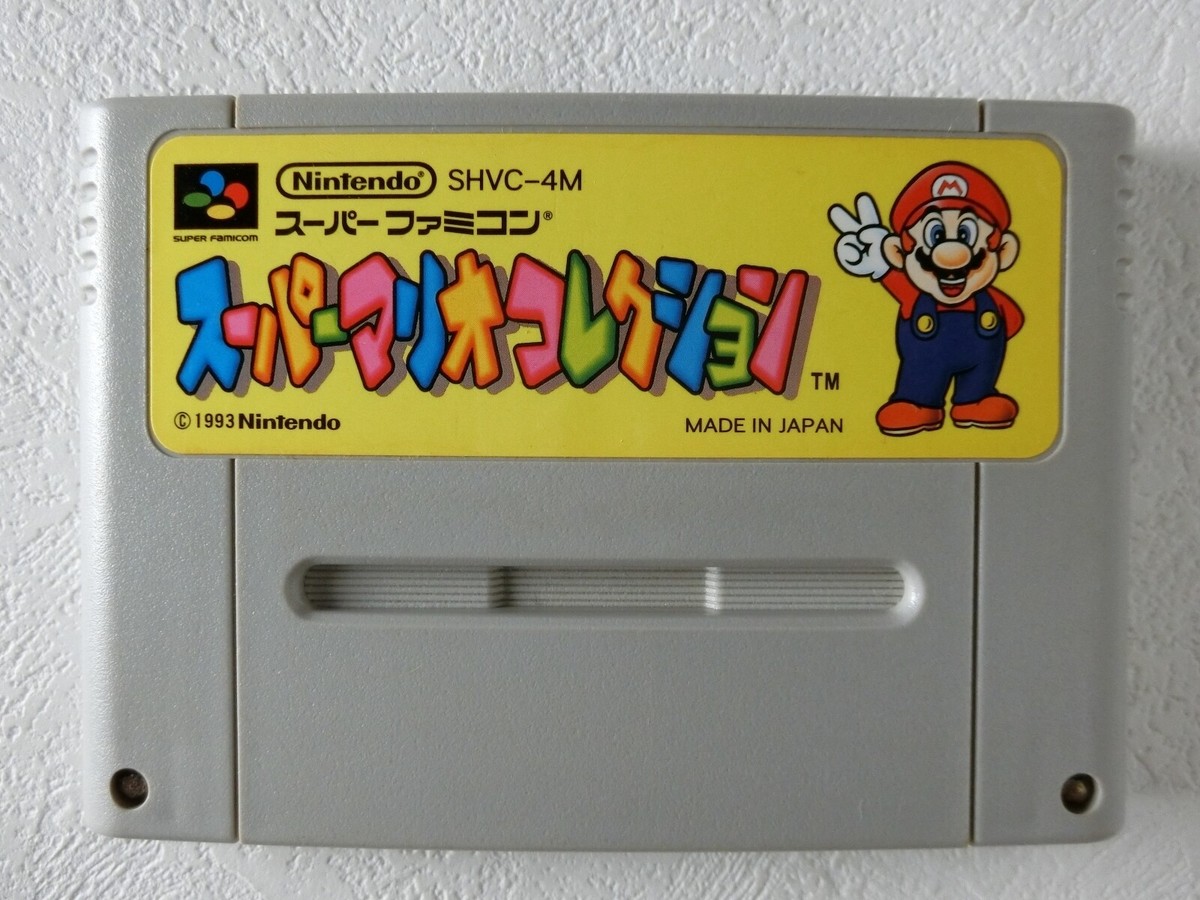 Nintendo® SHVC-4M
SUPER FAMICOM
スーパーファミコン®
スーパーマリオコレクション TM
M
© 1993 Nintendo
MADE IN JAPAN